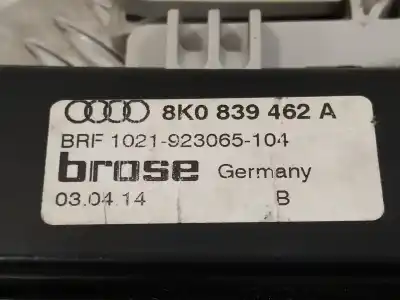 8K0 839 462 A
BRF 1021-923065-104
brose Germany
03.04.14 B